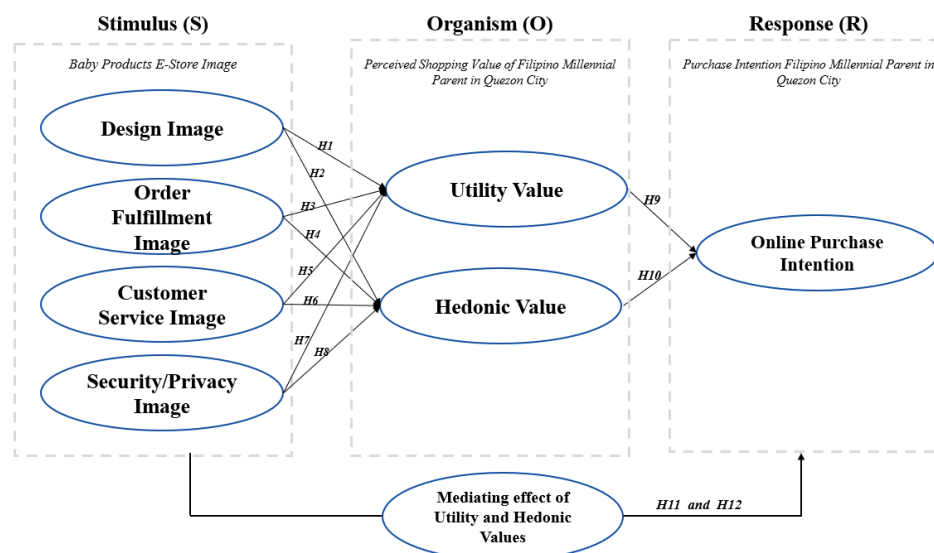 Stimulus (S)
Organism (O)
Response (R)
Baby Products E-Store Image
Perceived Shopping Value of Filipino Millennial
Parent in Quezon City
Purchase Intention Filipino Millennial Parent in
Quezon City
Design Image
Order
Fulfillment
Image
Customer
Service Image
Security/Privacy
Image
H1
H2
H3
H4
H5
H6
H7
H8
Utility Value
Hedonic Value
H9
H10
Online Purchase
Intention
Mediating effect of
Utility and Hedonic
Values
H11 and H12